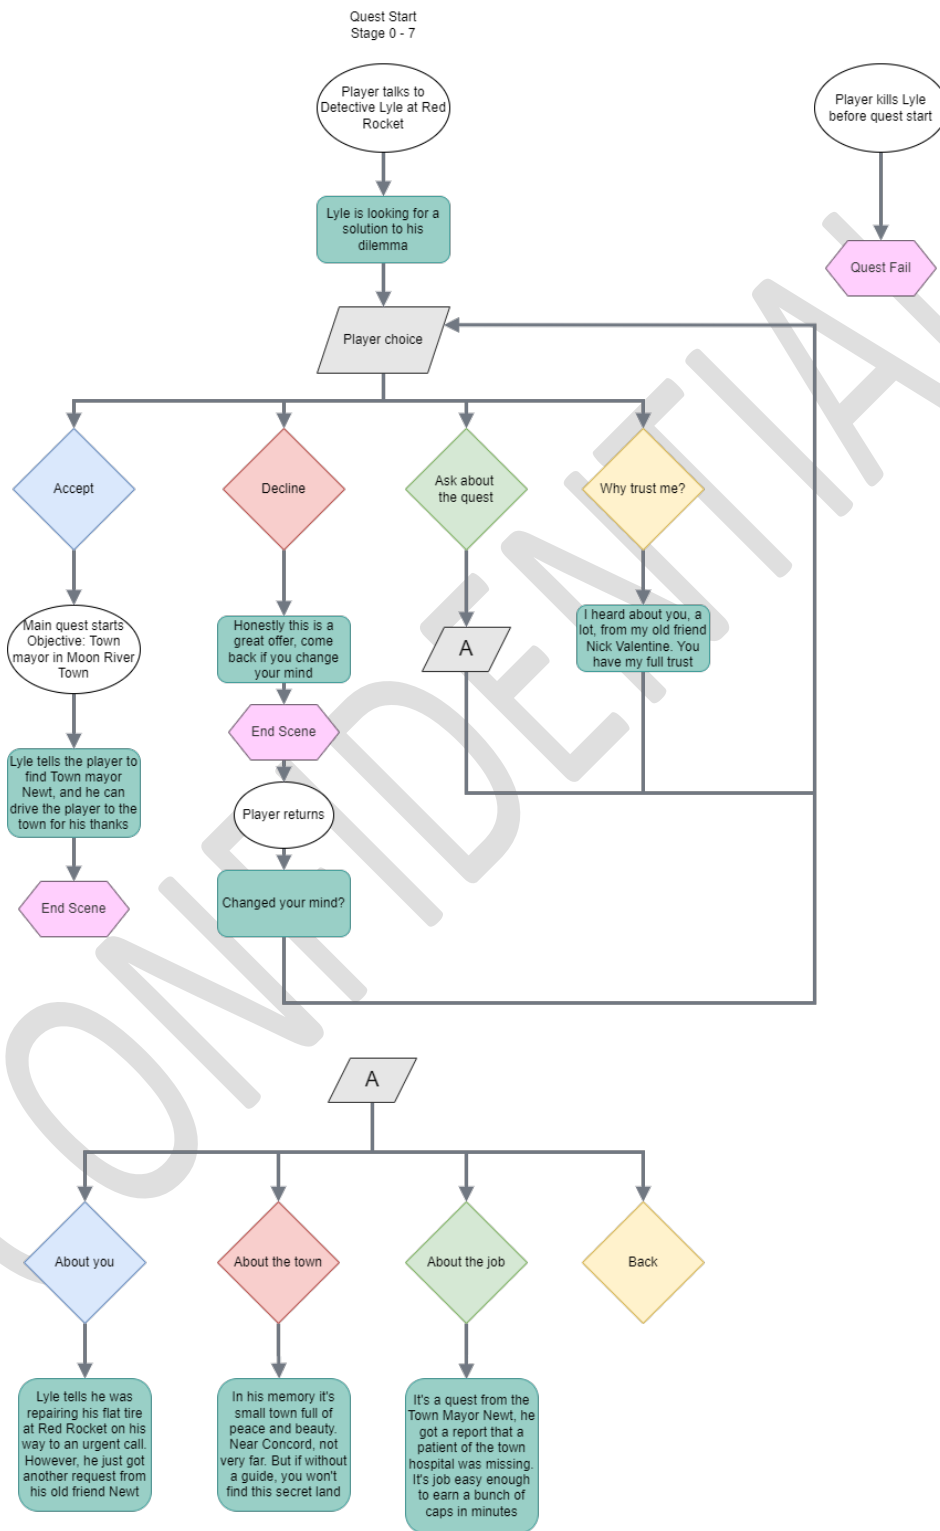 Quest Start
Stage 0 - 7
Player talks to
Detective Lyle at Red
Rocket
Player kills Lyle
before quest start
Lyle is looking for a
solution to his
dilemma
Quest Fail
Player choice
Accept
Decline
Ask about
the quest
Why trust me?
Main quest starts
Objective: Town
mayor in Moon River
Town
Honestly this is a
great offer, come
back if you change
your mind
A
I heard about you, a
lot, from my old friend
Nick Valentine. You
have my full trust
End Scene
Lyle tells the player to
find Town mayor
Newt, and he can
drive the player to the
town for his thanks
Player returns
End Scene
Changed your mind?
A
About you
About the town
About the job
Back
Lyle tells he was
repairing his flat tire
at Red Rocket on his
way to an urgent call.
However, he just got
another request from
his old friend Newt
In his memory it's
small town full of
peace and beauty.
Near Concord, not
very far. But if without
a guide, you won't
find this secret land
It's a quest from the
Town Mayor Newt, he
got a report that a
patient of the town
hospital was missing.
It's job easy enough
to earn a bunch of
caps in minutes
CONFIDENTIAL